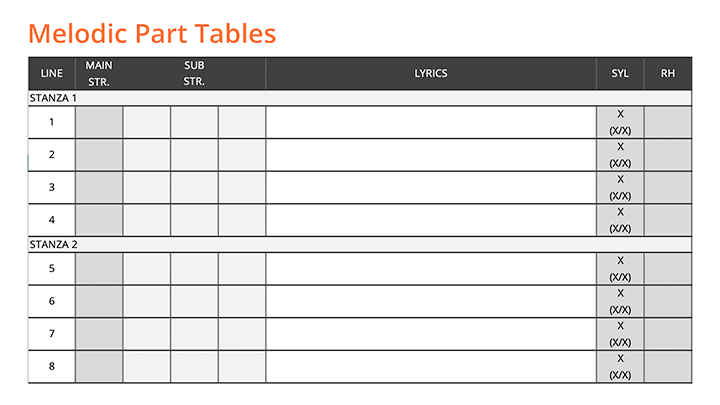 Melodic Part Tables
LINE MAIN STR. SUB STR. LYRICS SYL RH
STANZA 1
1 X (X/X)
2 X (X/X)
3 X (X/X)
4 X (X/X)
STANZA 2
5 X (X/X)
6 X (X/X)
7 X (X/X)
8 X (X/X)